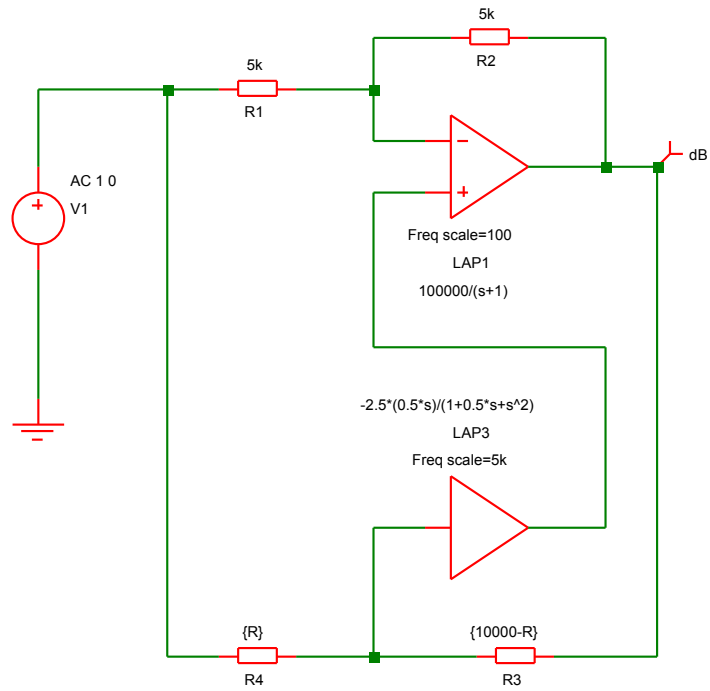 5k
R2
5k
R1
dB
AC 1 0
V1
+
−
+
Freq scale=100
LAP1
100000/(s+1)
-2.5*(0.5*s)/(1+0.5*s+s^2)
LAP3
Freq scale=5k
{R}
R4
{10000-R}
R3